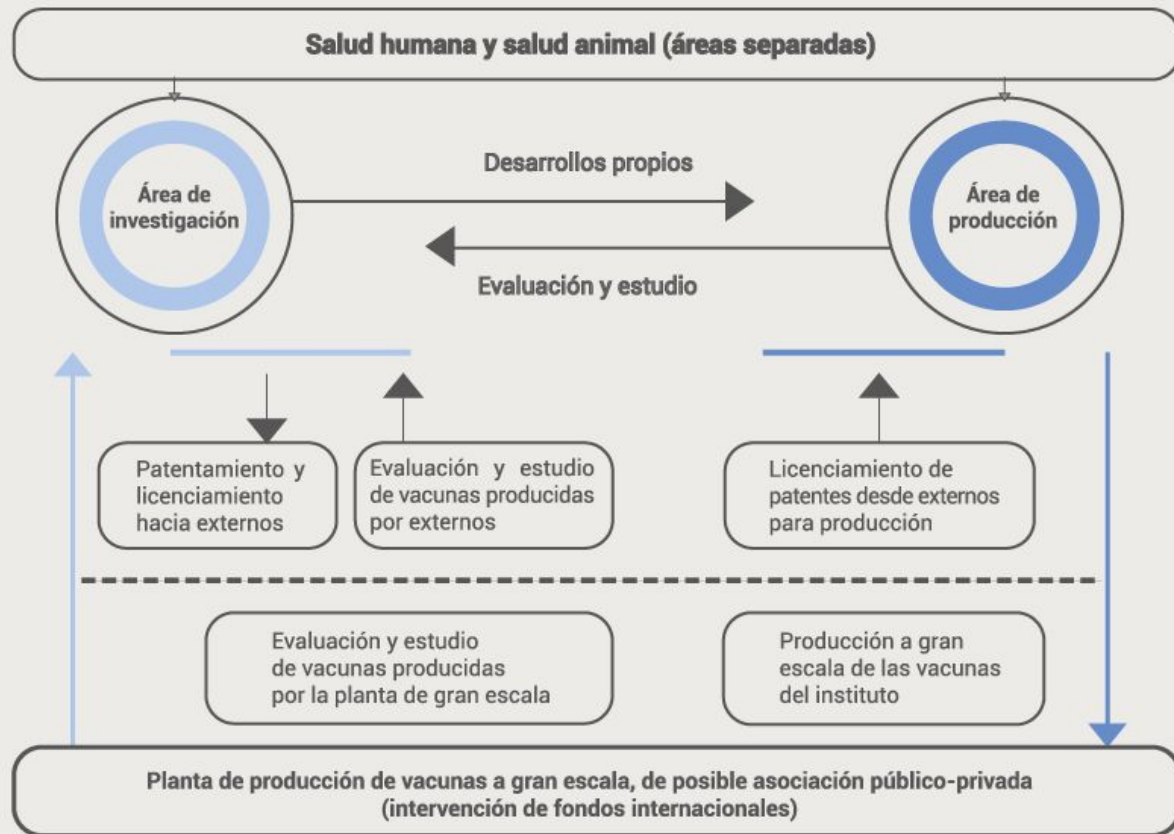 Salud humana y salud animal (áreas separadas)
Área de
investigación
Desarrollos propios
Evaluación y estudio
Área de
producción
Patentamiento y
licenciamiento
hacia externos
Evaluación y estudio
de vacunas producidas
por externos
Licenciamiento de
patentes desde externos
para producción
Evaluación y estudio
de vacunas producidas
por la planta de gran escala
Producción a gran
escala de las vacunas
del instituto
Planta de producción de vacunas a gran escala, de posible asociación público-privada
(intervención de fondos internacionales)